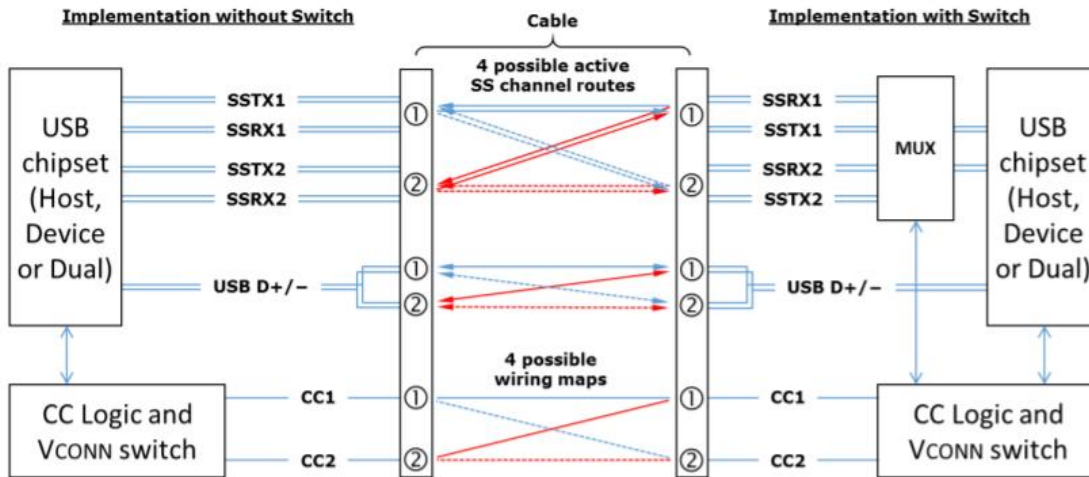 Implementation without Switch
Implementation with Switch
Cable
4 possible active
SS channel routes
USB
chipset
(Host,
Device
or Dual)
SSTX1
SSRX1
SSTX2
SSRX2
USB D+/−
①
②
①
②
①
②
SSRX1
SSTX1
SSRX2
SSTX2
USB D+/−
MUX
USB
chipset
(Host,
Device
or Dual)
①
②
①
②
①
②
4 possible
wiring maps
CC Logic and
VCONN switch
CC1
CC2
CC1
CC2
CC Logic and
VCONN switch